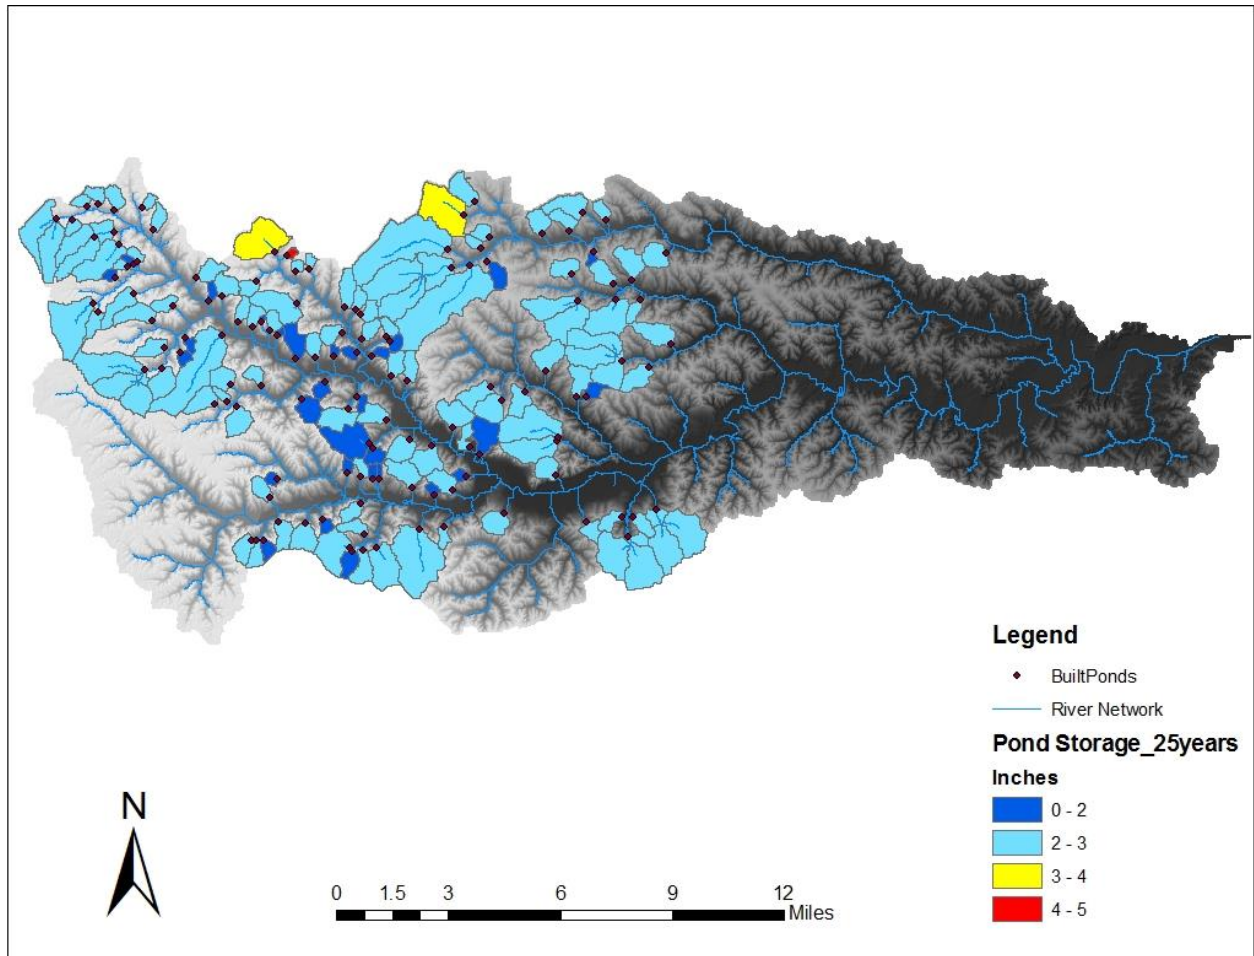 Legend
BuiltPonds
River Network
Pond Storage_25years
Inches
0 - 2
2 - 3
3 - 4
4 - 5
N
0 1.5 3 6 9 12
Miles